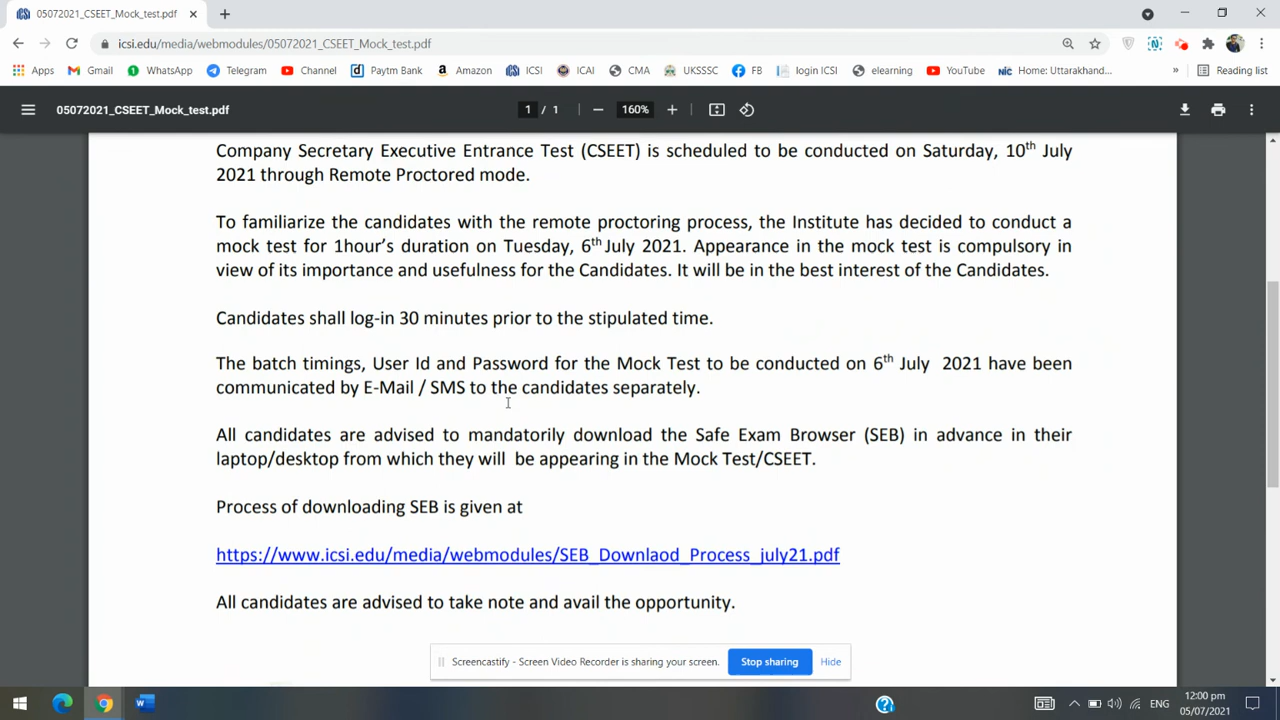 05072021_CSEET_Mock_test.pdf
icsi.edu/media/webmodules/05072021_CSEET_Mock_test.pdf
Apps Gmail WhatsApp Telegram Channel Paytm Bank Amazon ICSI ICAI CMA UKSSSC FB login ICSI elearning YouTube Home: Uttarakhand... » Reading list
05072021_CSEET_Mock_test.pdf 1 / 1 160%
Company Secretary Executive Entrance Test (CSEET) is scheduled to be conducted on Saturday, 10th July
2021 through Remote Proctored mode.
To familiarize the candidates with the remote proctoring process, the Institute has decided to conduct a
mock test for 1hour's duration on Tuesday, 6th July 2021. Appearance in the mock test is compulsory in
view of its importance and usefulness for the Candidates. It will be in the best interest of the Candidates.
Candidates shall log-in 30 minutes prior to the stipulated time.
The batch timings, User Id and Password for the Mock Test to be conducted on 6th July 2021 have been
communicated by E-Mail / SMS to the candidates separately.
All candidates are advised to mandatorily download the Safe Exam Browser (SEB) in advance in their
laptop/desktop from which they will be appearing in the Mock Test/CSEET.
Process of downloading SEB is given at
https://www.icsi.edu/media/webmodules/SEB_Downlaod_Process_july21.pdf
All candidates are advised to take note and avail the opportunity.
Screencastify - Screen Video Recorder is sharing your screen. Stop sharing Hide
ENG 12:00 pm
05/07/2021